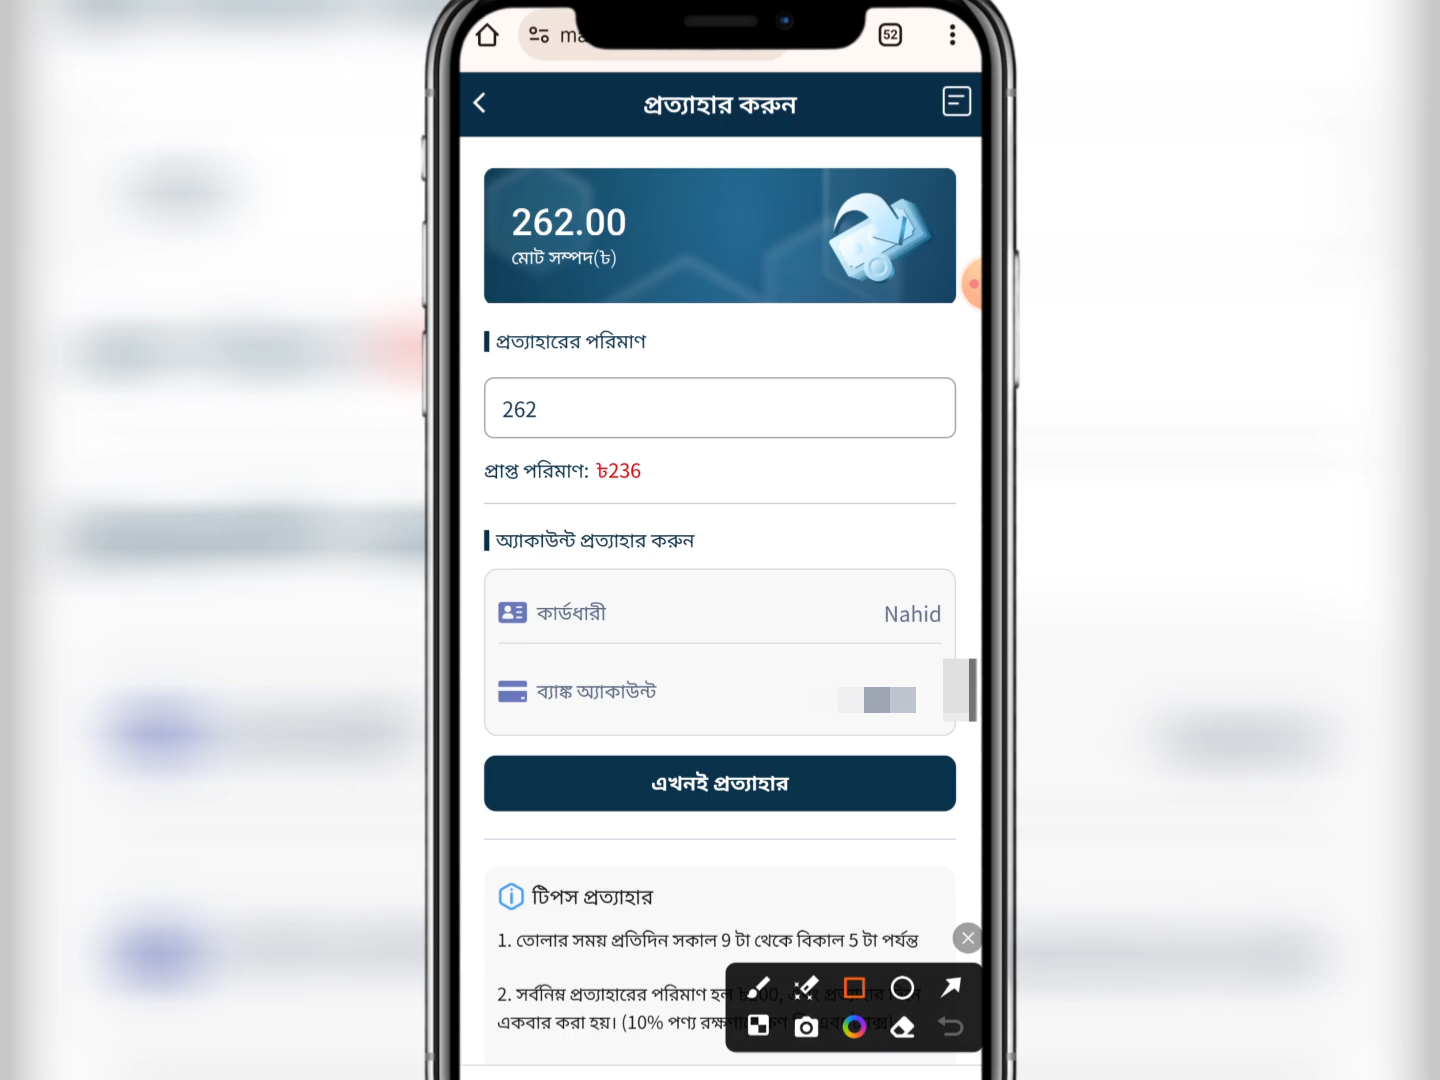 ma
52
প্রত্যাহার করুন
262.00
মোট সম্পদ(৳)
প্রত্যাহারের পরিমাণ
262
প্রাপ্ত পরিমাণ: ৳236
অ্যাকাউন্ট প্রত্যাহার করুন
কার্ডধারী Nahid
ব্যাঙ্ক অ্যাকাউন্ট
এখনই প্রত্যাহার
টিপস প্রত্যাহার
1. তোলার সময় প্রতিদিন সকাল 9 টা থেকে বিকাল 5 টা পর্যন্ত
2. সর্বনিম্ন প্রত্যাহারের পরিমাণ হল
একবার করা হয়। (10% পণ্য